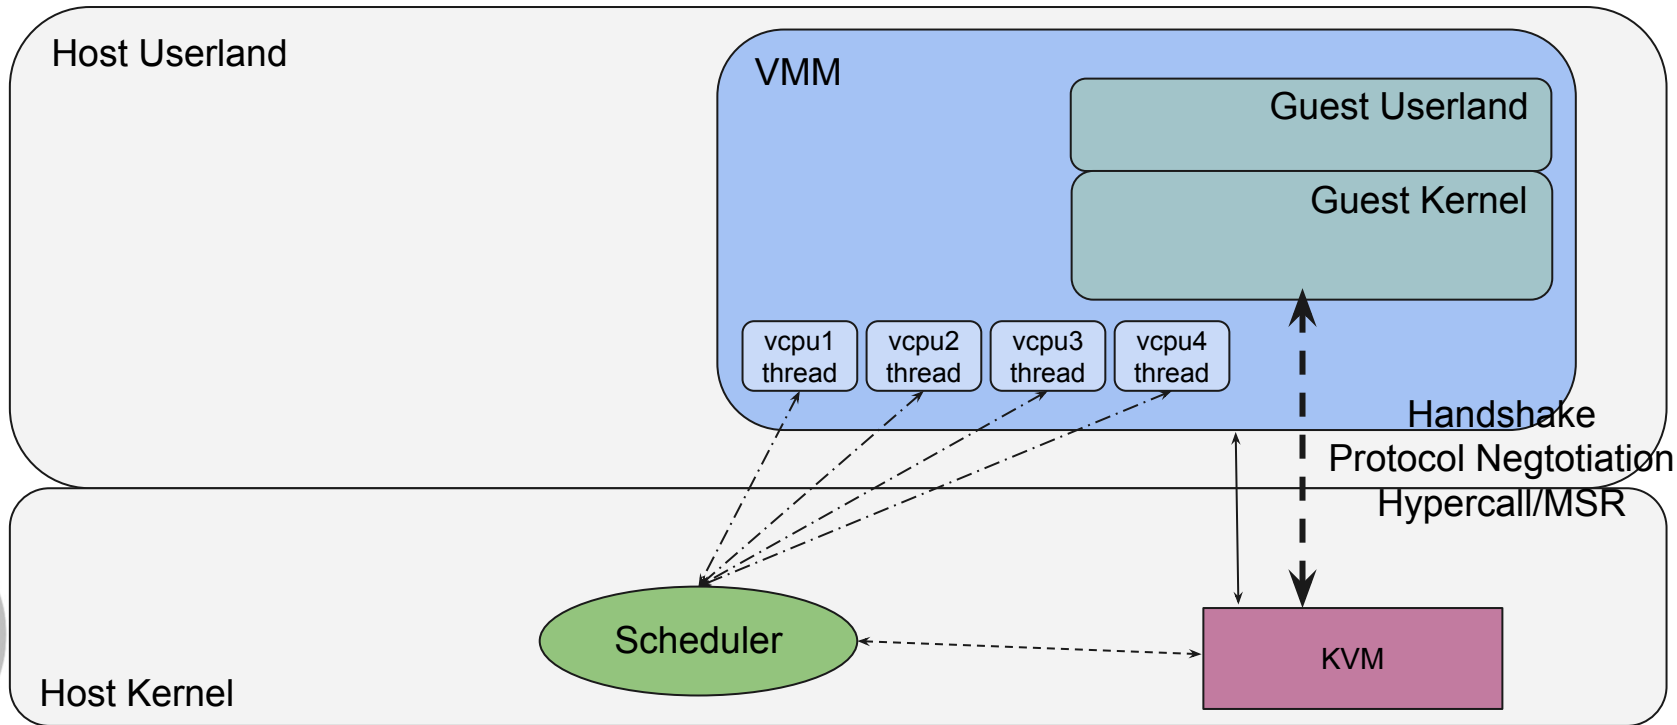 Host Userland
VMM
Guest Userland
Guest Kernel
vcpu1
thread
vcpu2
thread
vcpu3
thread
vcpu4
thread
Handshake
Protocol Negtotiation
Hypercall/MSR
Scheduler
KVM
Host Kernel